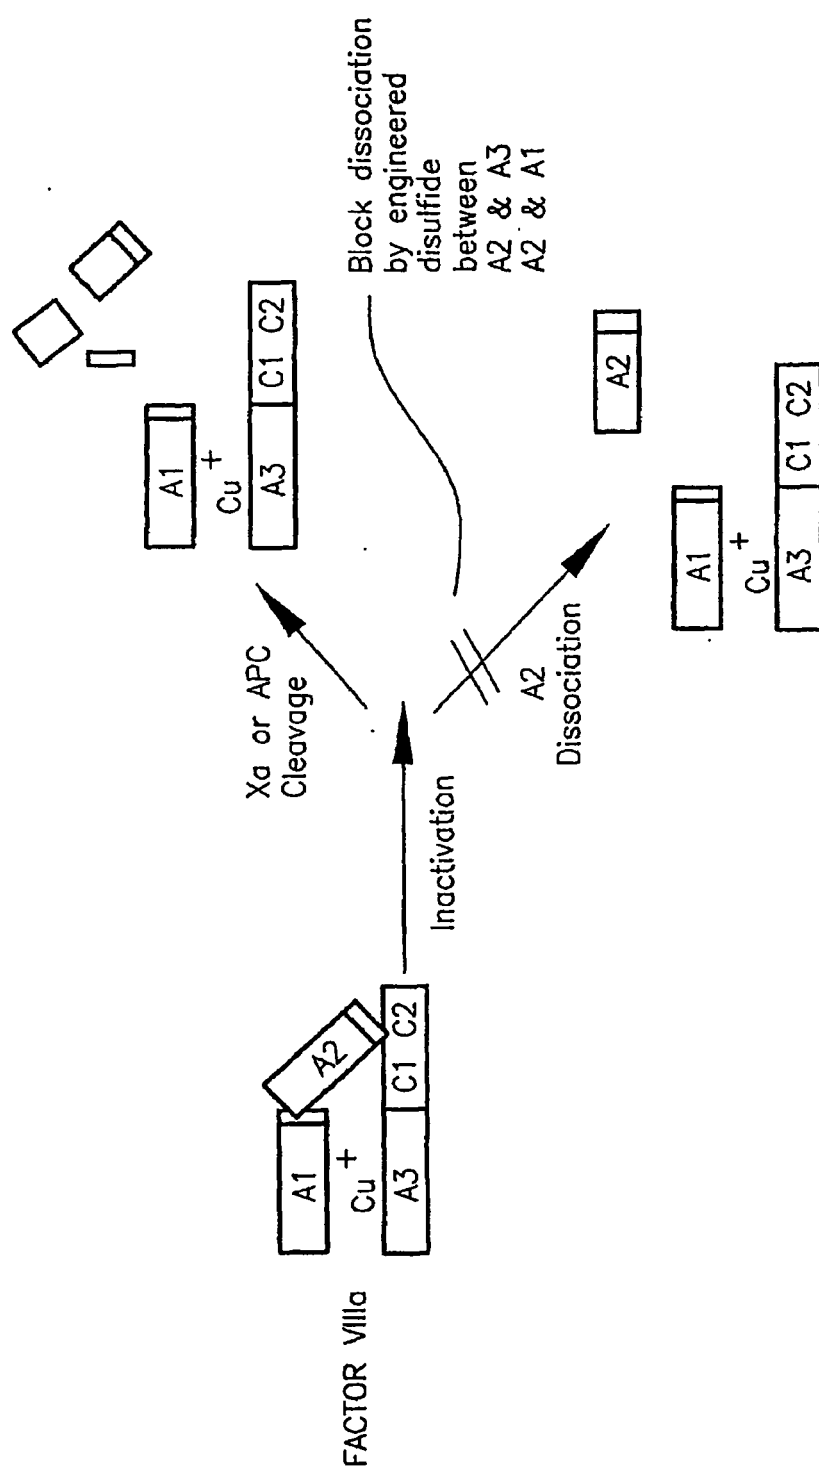 FACTOR VIIIa
A1
Cu +
A3 C1 C2
A2
Inactivation
Xa or APC
Cleavage
A1
Cu +
A3 C1 C2
Block dissociation
by engineered
disulfide
between
A2 & A3
A2 & A1
A2
Dissociation
A2
A1
Cu +
A3 C1 C2